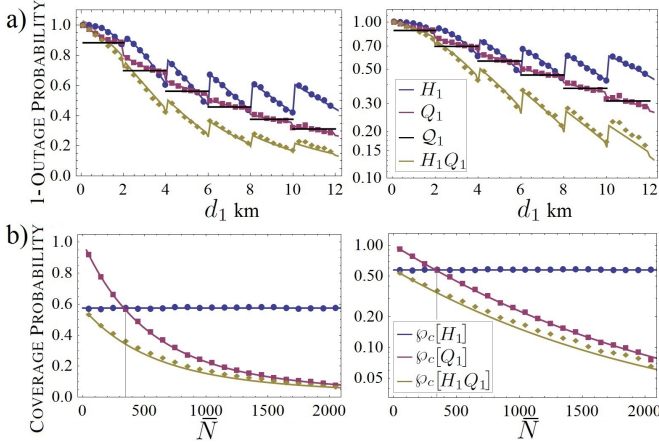 a)
1-OUTAGE PROBABILITY
1.0
0.8
0.6
0.4
0.2
0.0
0 2 4 6 8 10 12
d₁ km
1.00
0.70
0.50
0.30
0.20
0.15
0.10
H₁
Q₁
𝒬₁
H₁Q₁
0 2 4 6 8 10 12
d₁ km
b)
COVERAGE PROBABILITY
1.0
0.8
0.6
0.4
0.2
0.0
0 500 1000 1500 2000
N̅
1.00
0.50
0.20
0.10
0.05
℘c[H₁]
℘c[Q₁]
℘c[H₁Q₁]
0 500 1000 1500 2000
N̅